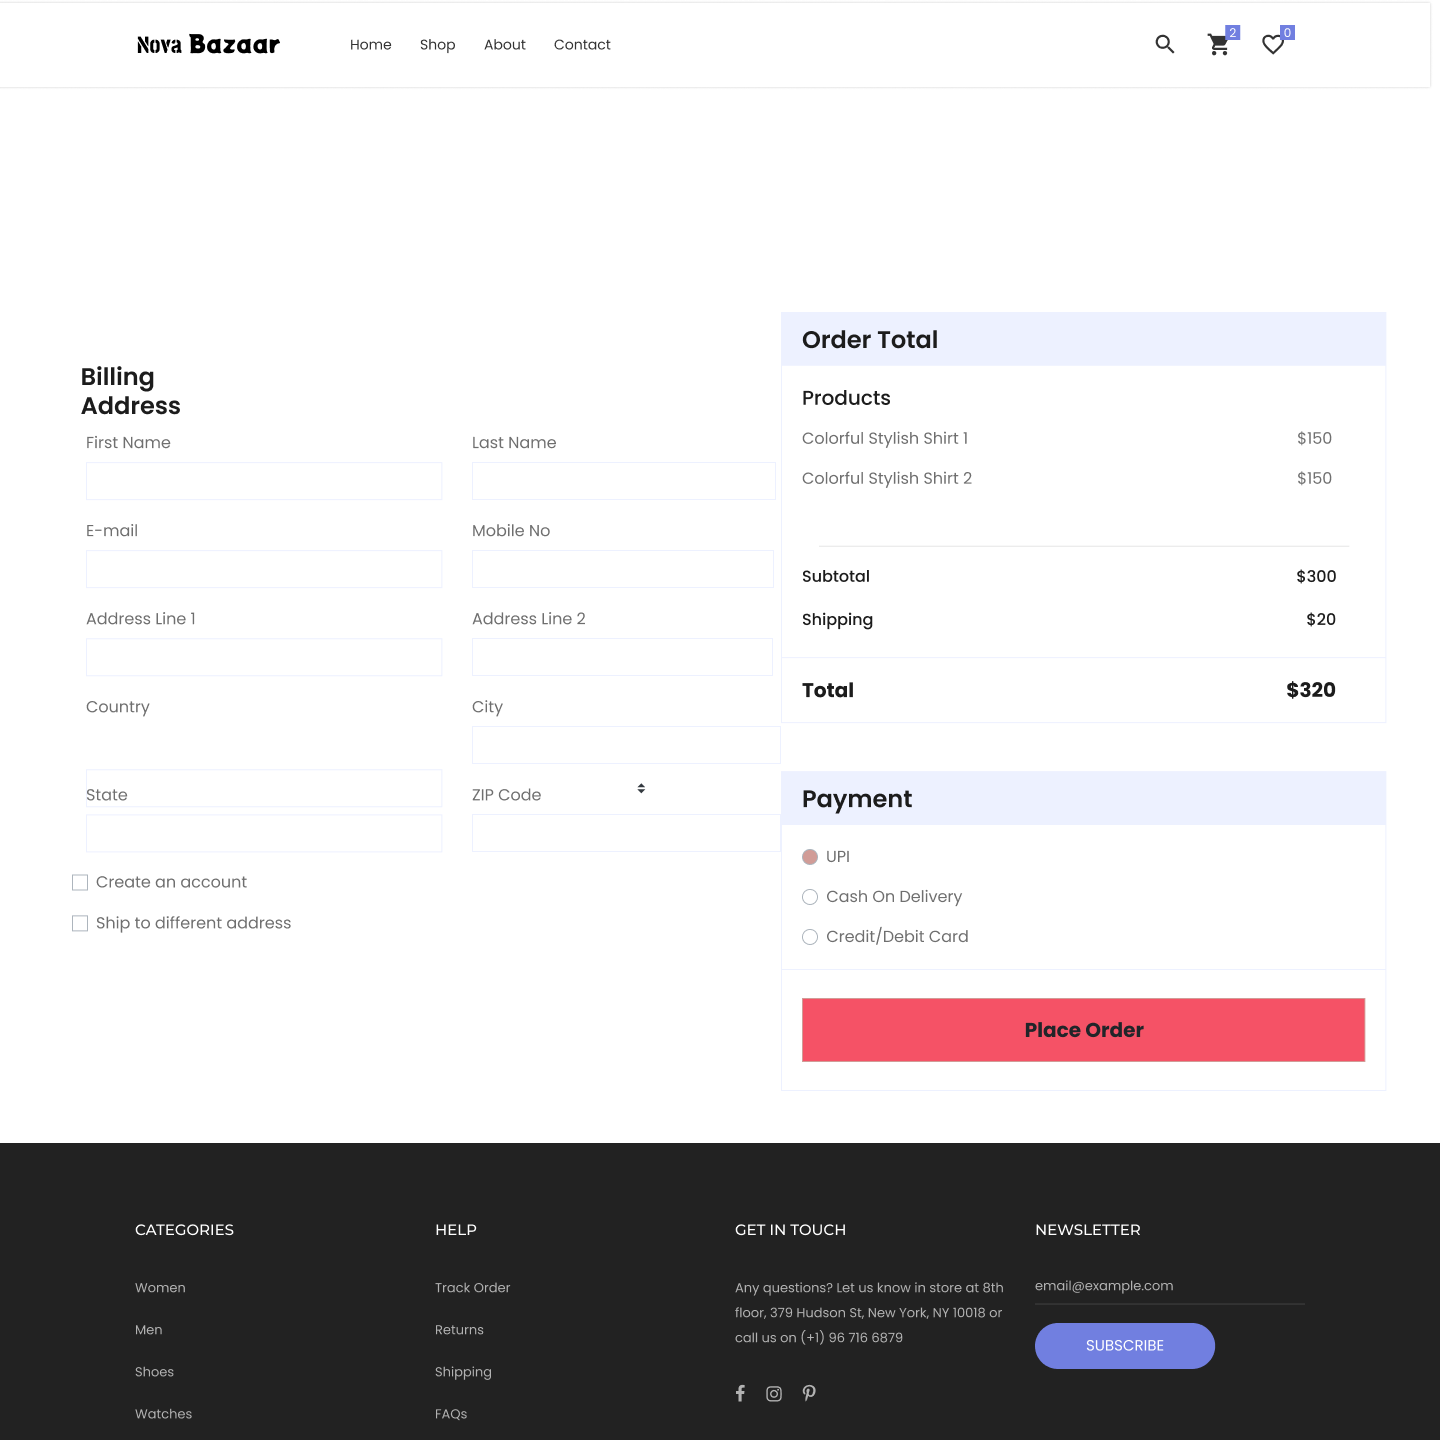 Nova Bazaar
Home Shop About Contact
2
0
Billing
Address
First Name
Last Name
E-mail
Mobile No
Address Line 1
Address Line 2
Country
City
State
ZIP Code
Create an account
Ship to different address
Order Total
Products
Colorful Stylish Shirt 1 $150
Colorful Stylish Shirt 2 $150
Subtotal $300
Shipping $20
Total $320
Payment
UPI
Cash On Delivery
Credit/Debit Card
Place Order
CATEGORIES
Women
Men
Shoes
Watches
HELP
Track Order
Returns
Shipping
FAQs
GET IN TOUCH
Any questions? Let us know in store at 8th
floor, 379 Hudson St, New York, NY 10018 or
call us on (+1) 96 716 6879
NEWSLETTER
email@example.com
SUBSCRIBE